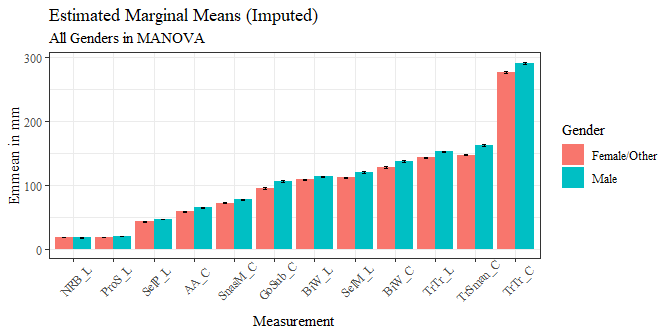 Estimated Marginal Means (Imputed)
All Genders in MANOVA
Emmean in mm
300
200
100
0
NRB_L
ProS_L
SelP_L
AA_C
SnasM_C
GoSub_C
BiW_L
SelM_L
BiW_C
TrTr_L
TrSman_C
TrTr_C
Measurement
Gender
Female/Other
Male